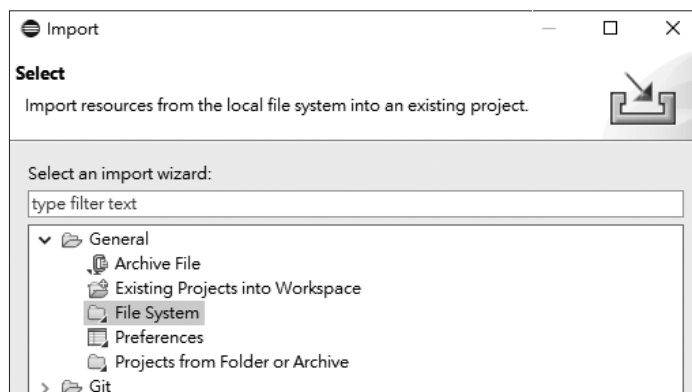 Import
Select
Import resources from the local file system into an existing project.
Select an import wizard:
type filter text
General
Archive File
Existing Projects into Workspace
File System
Preferences
Projects from Folder or Archive
Git